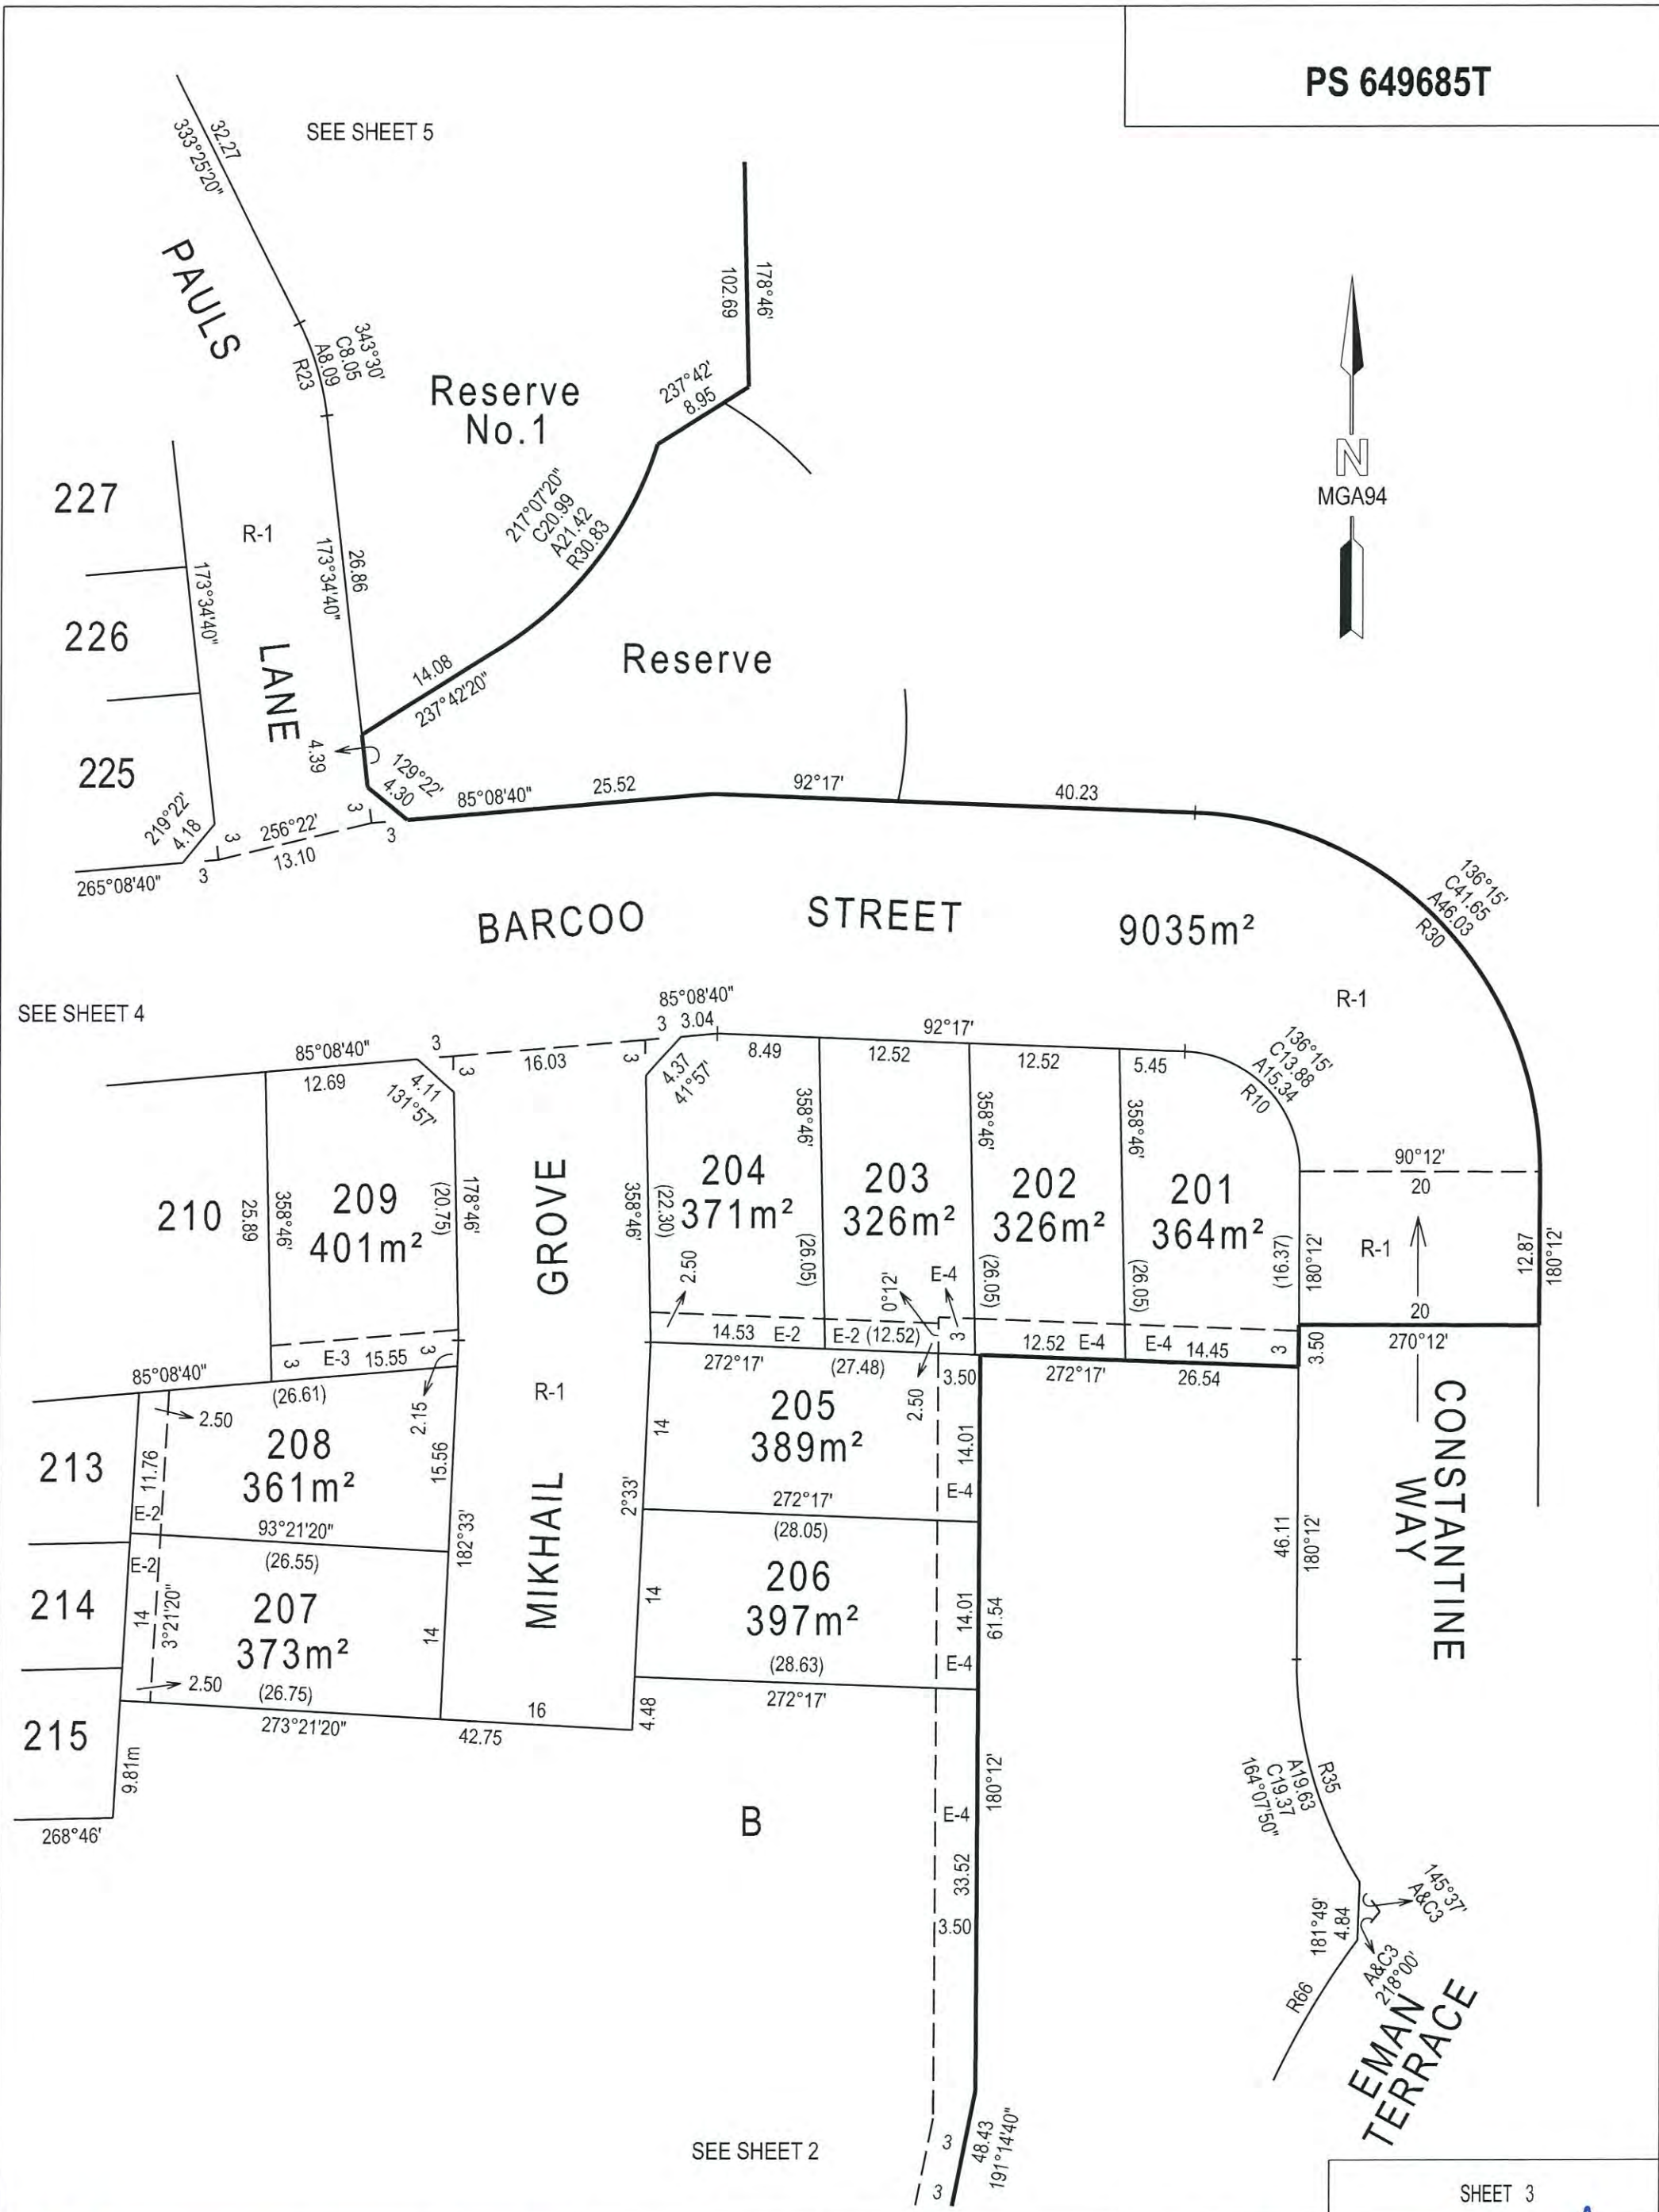 PS 649685T
SEE SHEET 5
32.27
333°25'20"
PAULS
178°46'
102.69
343°30'
C8.05
A8.09
R23
Reserve
No.1
237°42'
8.95
N
MGA94
227
R-1
217°07'20"
C20.99
A21.42
R30.83
173°34'40"
26.86
173°34'40"
226
LANE
14.08
237°42'20"
Reserve
225
4.39
129°22'
4.30
85°08'40"
25.52
92°17'
40.23
219°22'
4.18
3
256°22'
13.10
3
3
3
265°08'40"
136°15'
C41.65
A46.03
R30
BARCOO STREET
9035m²
SEE SHEET 4
R-1
85°08'40"
3
3.04
92°17'
85°08'40"
3
12.69
4.11
131°57'
3
16.03
3
4.37
41°57'
8.49
12.52
12.52
5.45
136°15'
C13.88
A15.34
R10
358°46'
358°46'
358°46'
90°12'
20
210
25.89
358°46'
209
401m²
(20.75)
178°46'
GROVE
358°46'
(22.30)
204
371m²
(26.05)
203
326m²
(26.05)
202
326m²
(26.05)
201
364m²
(16.37)
180°12'
R-1
12.87
180°12'
2.50
0°12'
E-4
20
14.53
E-2
E-2
(12.52)
3
12.52
E-4
E-4
14.45
3
3.50
270°12'
3
E-3
15.55
3
272°17'
(27.48)
3.50
272°17'
26.54
85°08'40"
(26.61)
2.50
2.15
R-1
2.50
205
389m²
14
14.01
E-4
CONSTANTINE
WAY
213
11.76
208
361m²
15.56
E-2
93°21'20"
(26.55)
182°33'
MIKHAIL
2°33'
272°17'
(28.05)
46.11
180°12'
E-2
214
14
3°21'20"
207
373m²
14
14
206
397m²
14.01
61.54
2.50
(26.75)
273°21'20"
42.75
16
4.48
(28.63)
272°17'
E-4
215
9.81m
268°46'
B
E-4
180°12'
33.52
3.50
R35
A19.63
C19.37
164°07'50"
145°37'
A&C3
181°49'
4.84
A&C3
218°00'
R66
EMAN
TERRACE
SEE SHEET 2
3
48.43
191°14'40"
3
SHEET 3